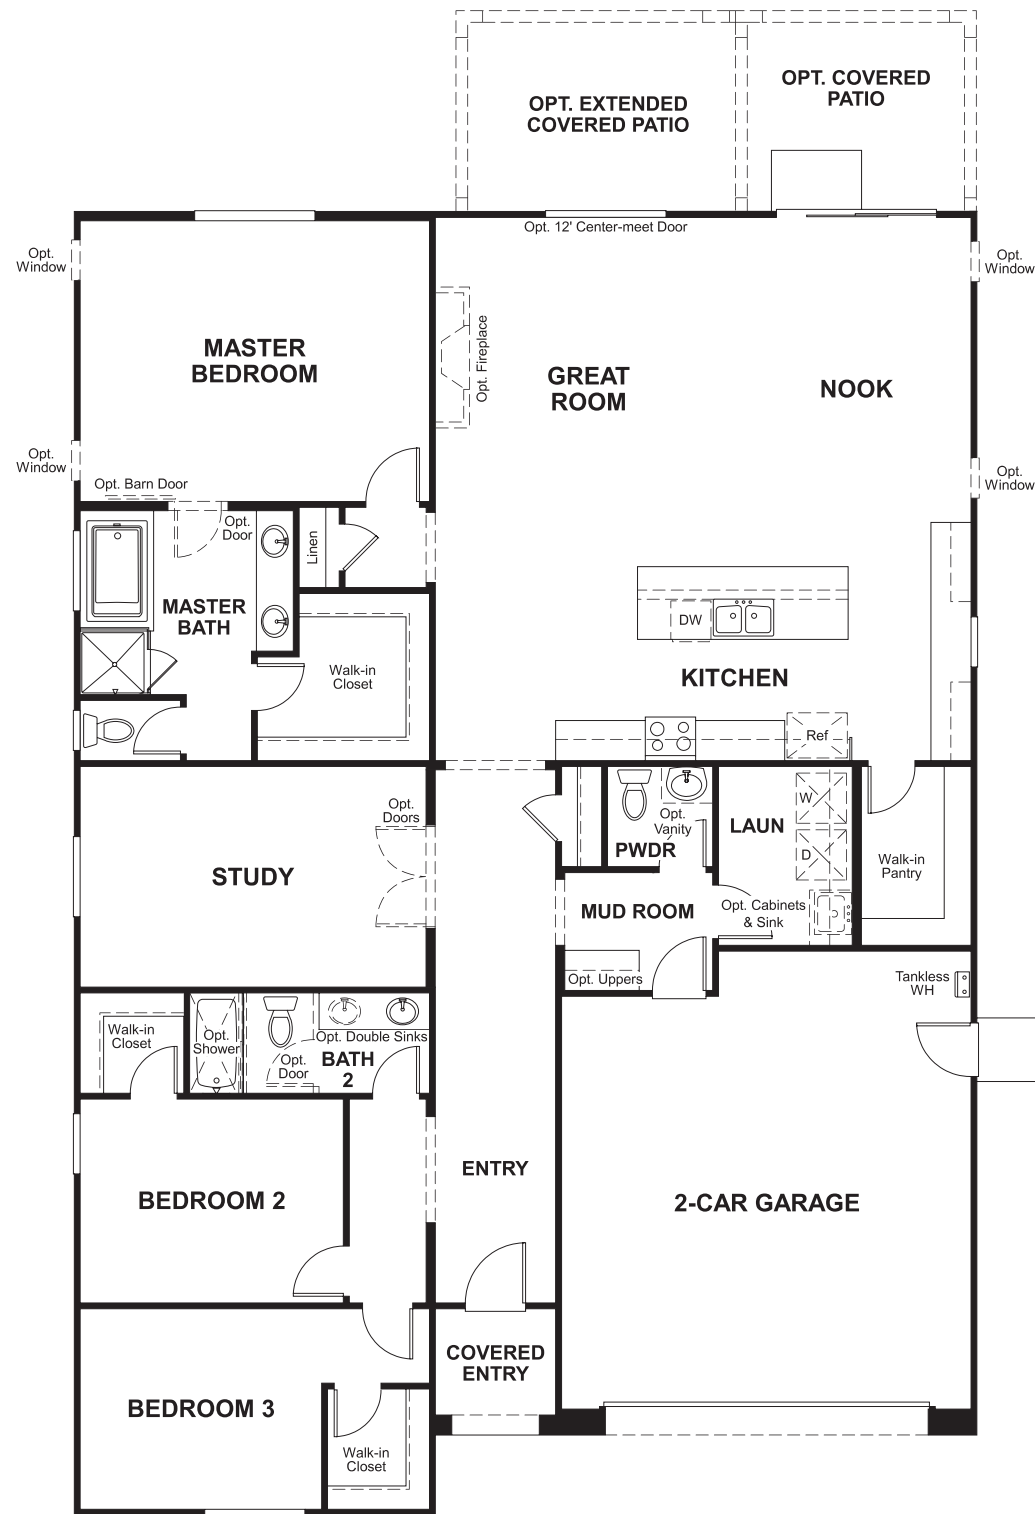 OPT. EXTENDED
COVERED PATIO
OPT. COVERED
PATIO
Opt. 12' Center-meet Door
Opt.
Window
Opt.
Window
MASTER
BEDROOM
Opt. Fireplace
GREAT
ROOM
NOOK
Opt.
Window
Opt.
Window
Opt. Barn Door
Opt.
Door
Linen
MASTER
BATH
DW
Walk-in
Closet
KITCHEN
Ref
Opt.
Doors
STUDY
Opt.
Vanity
PWDR
LAUN
W
D
Walk-in
Pantry
MUD ROOM
Opt. Cabinets
& Sink
Opt. Uppers
Tankless
WH
Walk-in
Closet
Opt.
Shower
Opt. Double Sinks
Opt.
Door
BATH
2
ENTRY
BEDROOM 2
2-CAR GARAGE
COVERED
ENTRY
BEDROOM 3
Walk-in
Closet